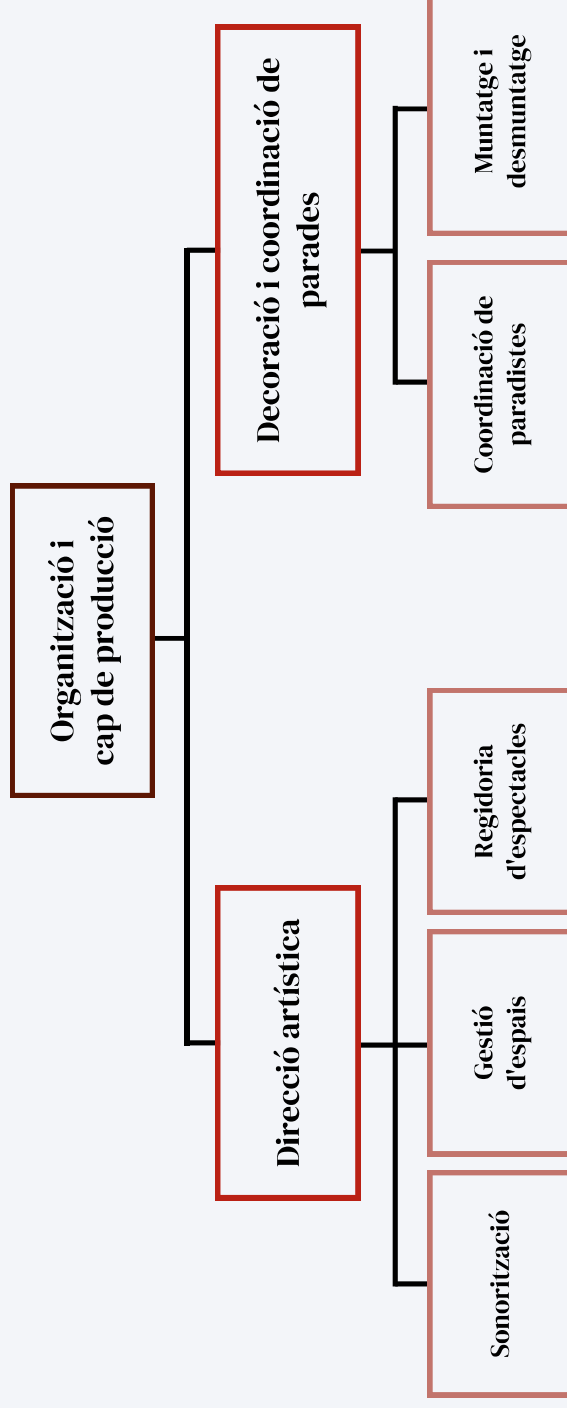 Organització i
cap de producció
Direcció artística
Decoració i coordinació de
parades
Sonorització
Gestió
d'espais
Regidoria
d'espectacles
Coordinació de
paradistes
Muntatge i
desmuntatge